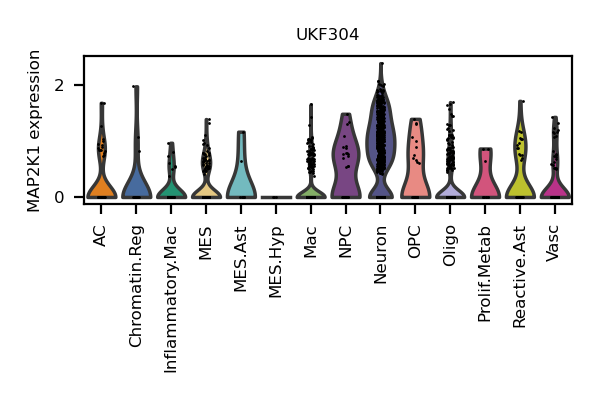 UKF304
MAP2K1 expression
2
0
AC
Chromatin.Reg
Inflammatory.Mac
MES
MES.Ast
MES.Hyp
Mac
NPC
Neuron
OPC
Oligo
Prolif.Metab
Reactive.Ast
Vasc